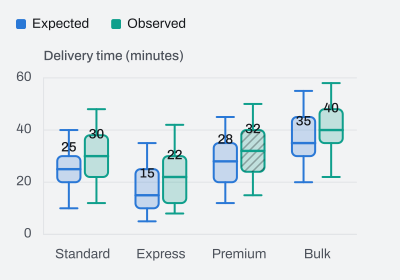 Expected Observed
Delivery time (minutes)
60
40
20
0
25 30 15 22 28 32 35 40
Standard Express Premium Bulk